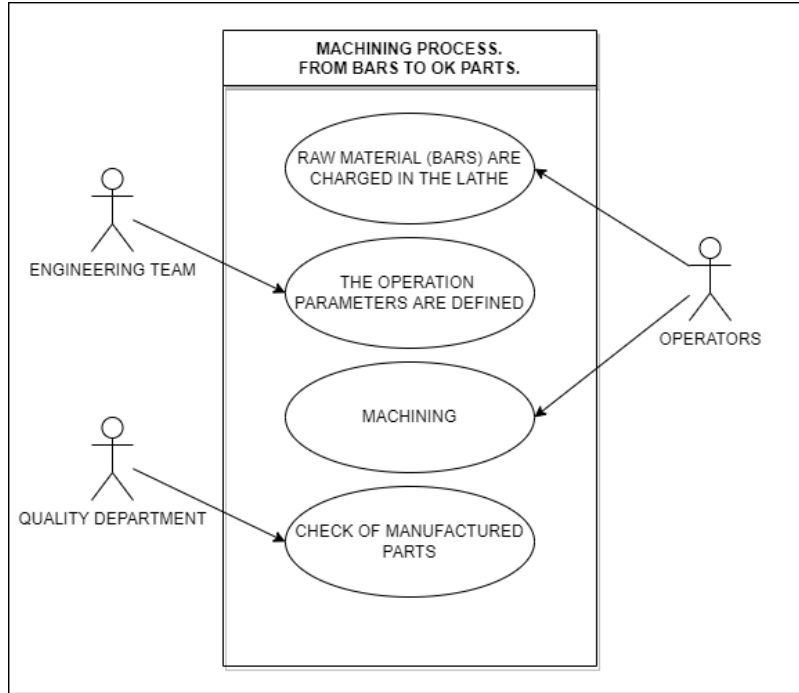 MACHINING PROCESS.
FROM BARS TO OK PARTS.
RAW MATERIAL (BARS) ARE
CHARGED IN THE LATHE
ENGINEERING TEAM
THE OPERATION
PARAMETERS ARE DEFINED
OPERATORS
MACHINING
QUALITY DEPARTMENT
CHECK OF MANUFACTURED
PARTS